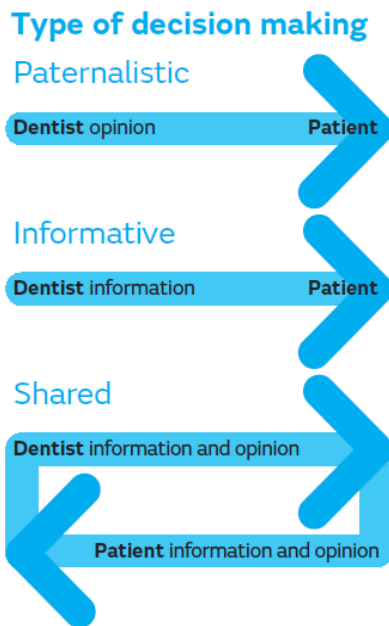 Type of decision making
Paternalistic
Dentist opinion Patient
Informative
Dentist information Patient
Shared
Dentist information and opinion
Patient information and opinion